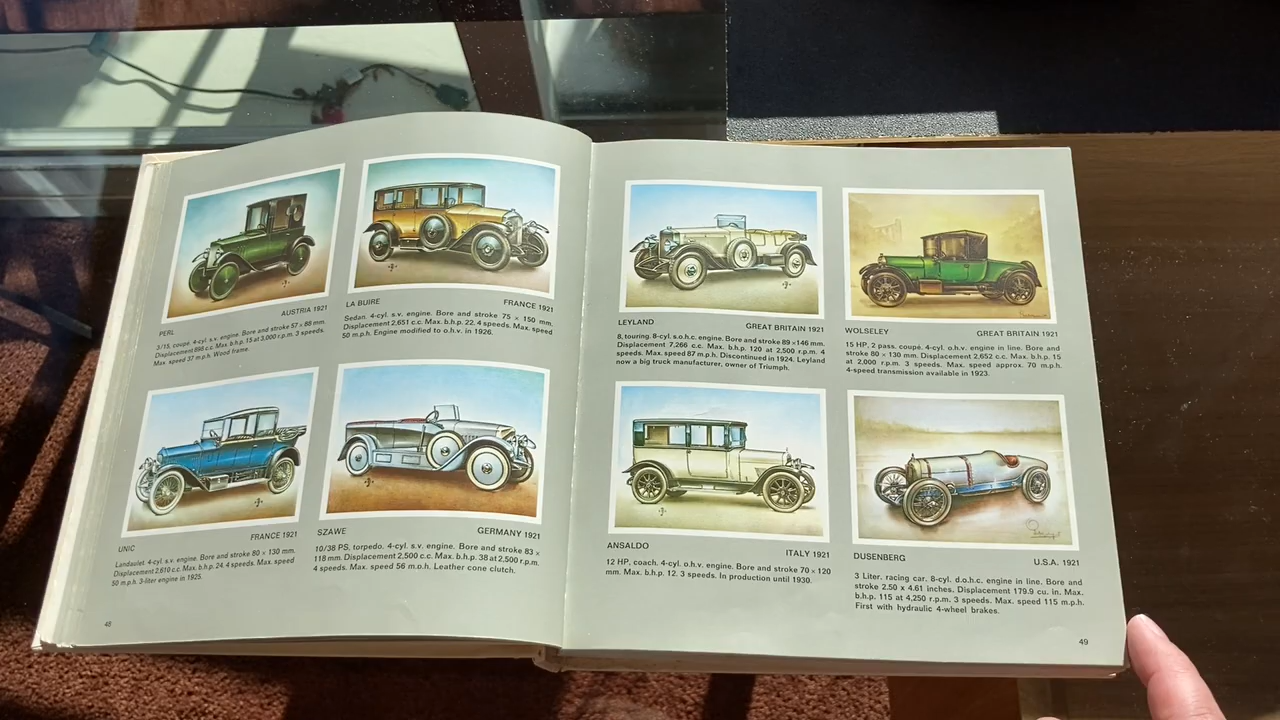 PERL
AUSTRIA 1921
3/15, coupé. 4-cyl. s.v. engine. Bore and stroke 57 × 88 mm.
Displacement 898 c.c. Max. b.h.p. 15 at 3,000 r.p.m. 3 speeds.
Max. speed 37 m.p.h. Wood frame.
LA BUIRE
FRANCE 1921
Sedan. 4-cyl. s.v. engine. Bore and stroke 75 × 150 mm.
Displacement 2,651 c.c. Max. b.h.p. 22. 4 speeds. Max. speed
50 m.p.h. Engine modified to o.h.v. in 1926.
UNIC
FRANCE 1921
Landaulet. 4-cyl. s.v. engine. Bore and stroke 80 × 130 mm.
Displacement 2,610 c.c. Max. b.h.p. 24. 4 speeds. Max. speed
50 m.p.h. 3-liter engine in 1925.
SZAWE
GERMANY 1921
10/38 PS, torpedo. 4-cyl. s.v. engine. Bore and stroke 83 ×
118 mm. Displacement 2,500 c.c. Max. b.h.p. 38 at 2,500 r.p.m.
4 speeds. Max. speed 56 m.p.h. Leather cone clutch.
48
LEYLAND
GREAT BRITAIN 1921
8, touring. 8-cyl. s.o.h.c. engine. Bore and stroke 89 × 146 mm.
Displacement 7,266 c.c. Max. b.h.p. 120 at 2,500 r.p.m. 4
speeds. Max. speed 87 m.p.h. Discontinued in 1924. Leyland
now a big truck manufacturer, owner of Triumph.
WOLSELEY
GREAT BRITAIN 1921
15 HP, 2 pass. coupé. 4-cyl. o.h.v. engine in line. Bore and
stroke 80 × 130 mm. Displacement 2,652 c.c. Max. b.h.p. 15
at 2,000 r.p.m. 3 speeds. Max. speed approx. 70 m.p.h.
4-speed transmission available in 1923.
ANSALDO
ITALY 1921
12 HP, coach. 4-cyl. o.h.v. engine. Bore and stroke 70 × 120
mm. Max. b.h.p. 12. 3 speeds. In production until 1930.
DUSENBERG
U.S.A. 1921
3 Liter. racing car. 8-cyl. d.o.h.c. engine in line. Bore and
stroke 2.50 x 4.61 inches. Displacement 179.9 cu. in. Max.
b.h.p. 115 at 4,250 r.p.m. 3 speeds. Max. speed 115 m.p.h.
First with hydraulic 4-wheel brakes.
49